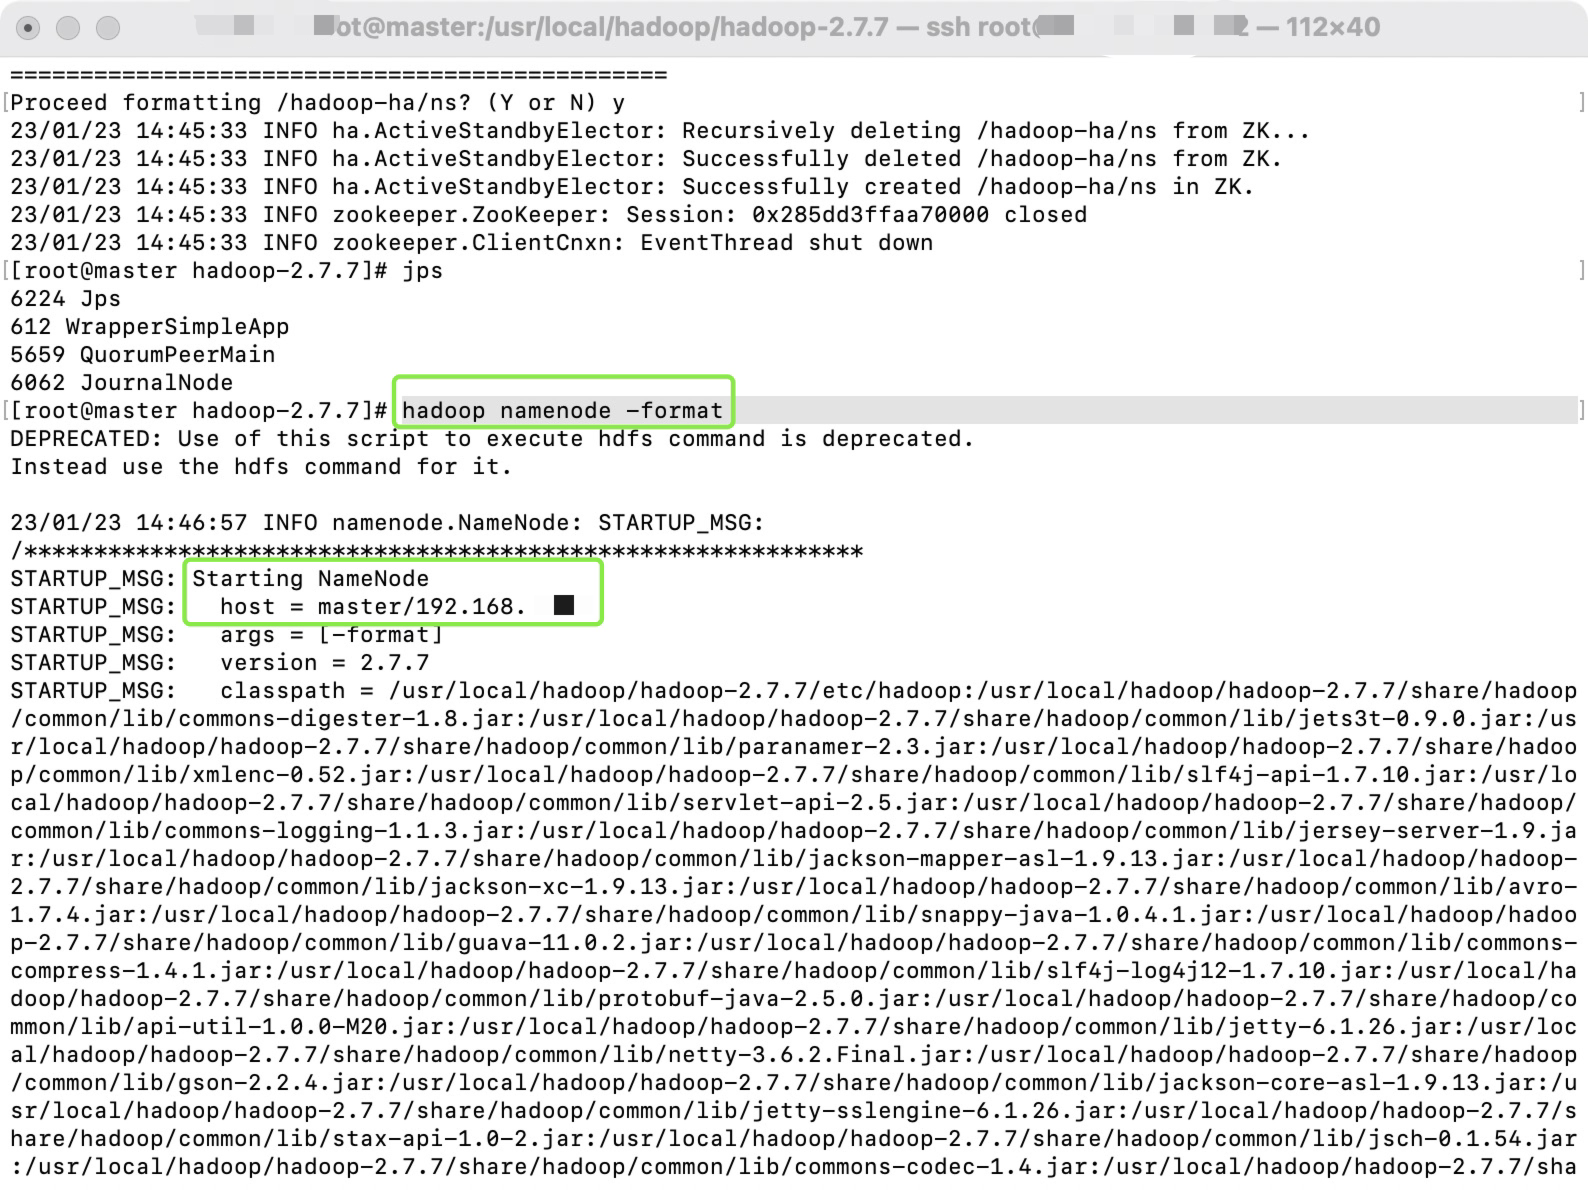 ot@master:/usr/local/hadoop/hadoop-2.7.7 — ssh root — 112×40
===============================================
[Proceed formatting /hadoop-ha/ns? (Y or N) y ]
23/01/23 14:45:33 INFO ha.ActiveStandbyElector: Recursively deleting /hadoop-ha/ns from ZK...
23/01/23 14:45:33 INFO ha.ActiveStandbyElector: Successfully deleted /hadoop-ha/ns from ZK.
23/01/23 14:45:33 INFO ha.ActiveStandbyElector: Successfully created /hadoop-ha/ns in ZK.
23/01/23 14:45:33 INFO zookeeper.ZooKeeper: Session: 0x285dd3ffaa70000 closed
23/01/23 14:45:33 INFO zookeeper.ClientCnxn: EventThread shut down
[[root@master hadoop-2.7.7]# jps ]
6224 Jps
612 WrapperSimpleApp
5659 QuorumPeerMain
6062 JournalNode
[[root@master hadoop-2.7.7]# hadoop namenode -format ]
DEPRECATED: Use of this script to execute hdfs command is deprecated.
Instead use the hdfs command for it.
23/01/23 14:46:57 INFO namenode.NameNode: STARTUP_MSG:
/************************************************************
STARTUP_MSG: Starting NameNode
STARTUP_MSG:   host = master/192.168.
STARTUP_MSG:   args = [-format]
STARTUP_MSG:   version = 2.7.7
STARTUP_MSG:   classpath = /usr/local/hadoop/hadoop-2.7.7/etc/hadoop:/usr/local/hadoop/hadoop-2.7.7/share/hadoop
/common/lib/commons-digester-1.8.jar:/usr/local/hadoop/hadoop-2.7.7/share/hadoop/common/lib/jets3t-0.9.0.jar:/us
r/local/hadoop/hadoop-2.7.7/share/hadoop/common/lib/paranamer-2.3.jar:/usr/local/hadoop/hadoop-2.7.7/share/hadoo
p/common/lib/xmlenc-0.52.jar:/usr/local/hadoop/hadoop-2.7.7/share/hadoop/common/lib/slf4j-api-1.7.10.jar:/usr/lo
cal/hadoop/hadoop-2.7.7/share/hadoop/common/lib/servlet-api-2.5.jar:/usr/local/hadoop/hadoop-2.7.7/share/hadoop/
common/lib/commons-logging-1.1.3.jar:/usr/local/hadoop/hadoop-2.7.7/share/hadoop/common/lib/jersey-server-1.9.ja
r:/usr/local/hadoop/hadoop-2.7.7/share/hadoop/common/lib/jackson-mapper-asl-1.9.13.jar:/usr/local/hadoop/hadoop-
2.7.7/share/hadoop/common/lib/jackson-xc-1.9.13.jar:/usr/local/hadoop/hadoop-2.7.7/share/hadoop/common/lib/avro-
1.7.4.jar:/usr/local/hadoop/hadoop-2.7.7/share/hadoop/common/lib/snappy-java-1.0.4.1.jar:/usr/local/hadoop/hadoo
p-2.7.7/share/hadoop/common/lib/guava-11.0.2.jar:/usr/local/hadoop/hadoop-2.7.7/share/hadoop/common/lib/commons-
compress-1.4.1.jar:/usr/local/hadoop/hadoop-2.7.7/share/hadoop/common/lib/slf4j-log4j12-1.7.10.jar:/usr/local/ha
doop/hadoop-2.7.7/share/hadoop/common/lib/protobuf-java-2.5.0.jar:/usr/local/hadoop/hadoop-2.7.7/share/hadoop/co
mmon/lib/api-util-1.0.0-M20.jar:/usr/local/hadoop/hadoop-2.7.7/share/hadoop/common/lib/jetty-6.1.26.jar:/usr/loc
al/hadoop/hadoop-2.7.7/share/hadoop/common/lib/netty-3.6.2.Final.jar:/usr/local/hadoop/hadoop-2.7.7/share/hadoop
/common/lib/gson-2.2.4.jar:/usr/local/hadoop/hadoop-2.7.7/share/hadoop/common/lib/jackson-core-asl-1.9.13.jar:/u
sr/local/hadoop/hadoop-2.7.7/share/hadoop/common/lib/jetty-sslengine-6.1.26.jar:/usr/local/hadoop/hadoop-2.7.7/s
hare/hadoop/common/lib/stax-api-1.0-2.jar:/usr/local/hadoop/hadoop-2.7.7/share/hadoop/common/lib/jsch-0.1.54.jar
:/usr/local/hadoop/hadoop-2.7.7/share/hadoop/common/lib/commons-codec-1.4.jar:/usr/local/hadoop/hadoop-2.7.7/sha